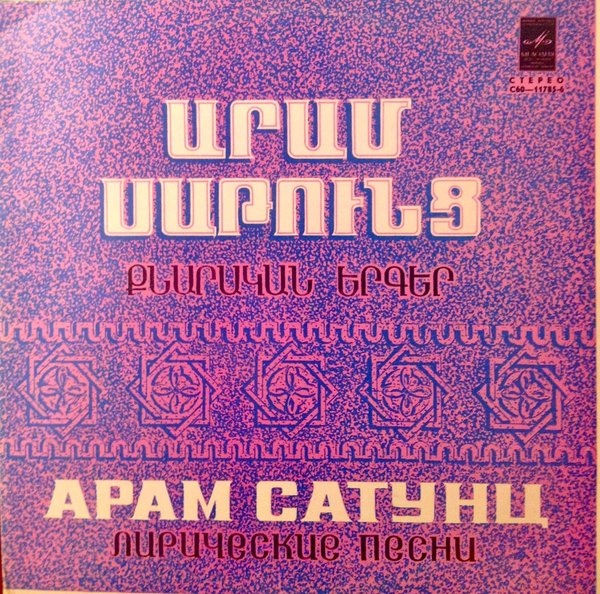 СТЕРЕО
С60—11785-6
ԱՐԱՄ
ՍԱԹՈՒՆՑ
ՔՆԱՐԱԿԱՆ ԵՐԳԵՐ
АРАМ САТУНЦ
ЛИРИЧЕСКИЕ ПЕСНИ